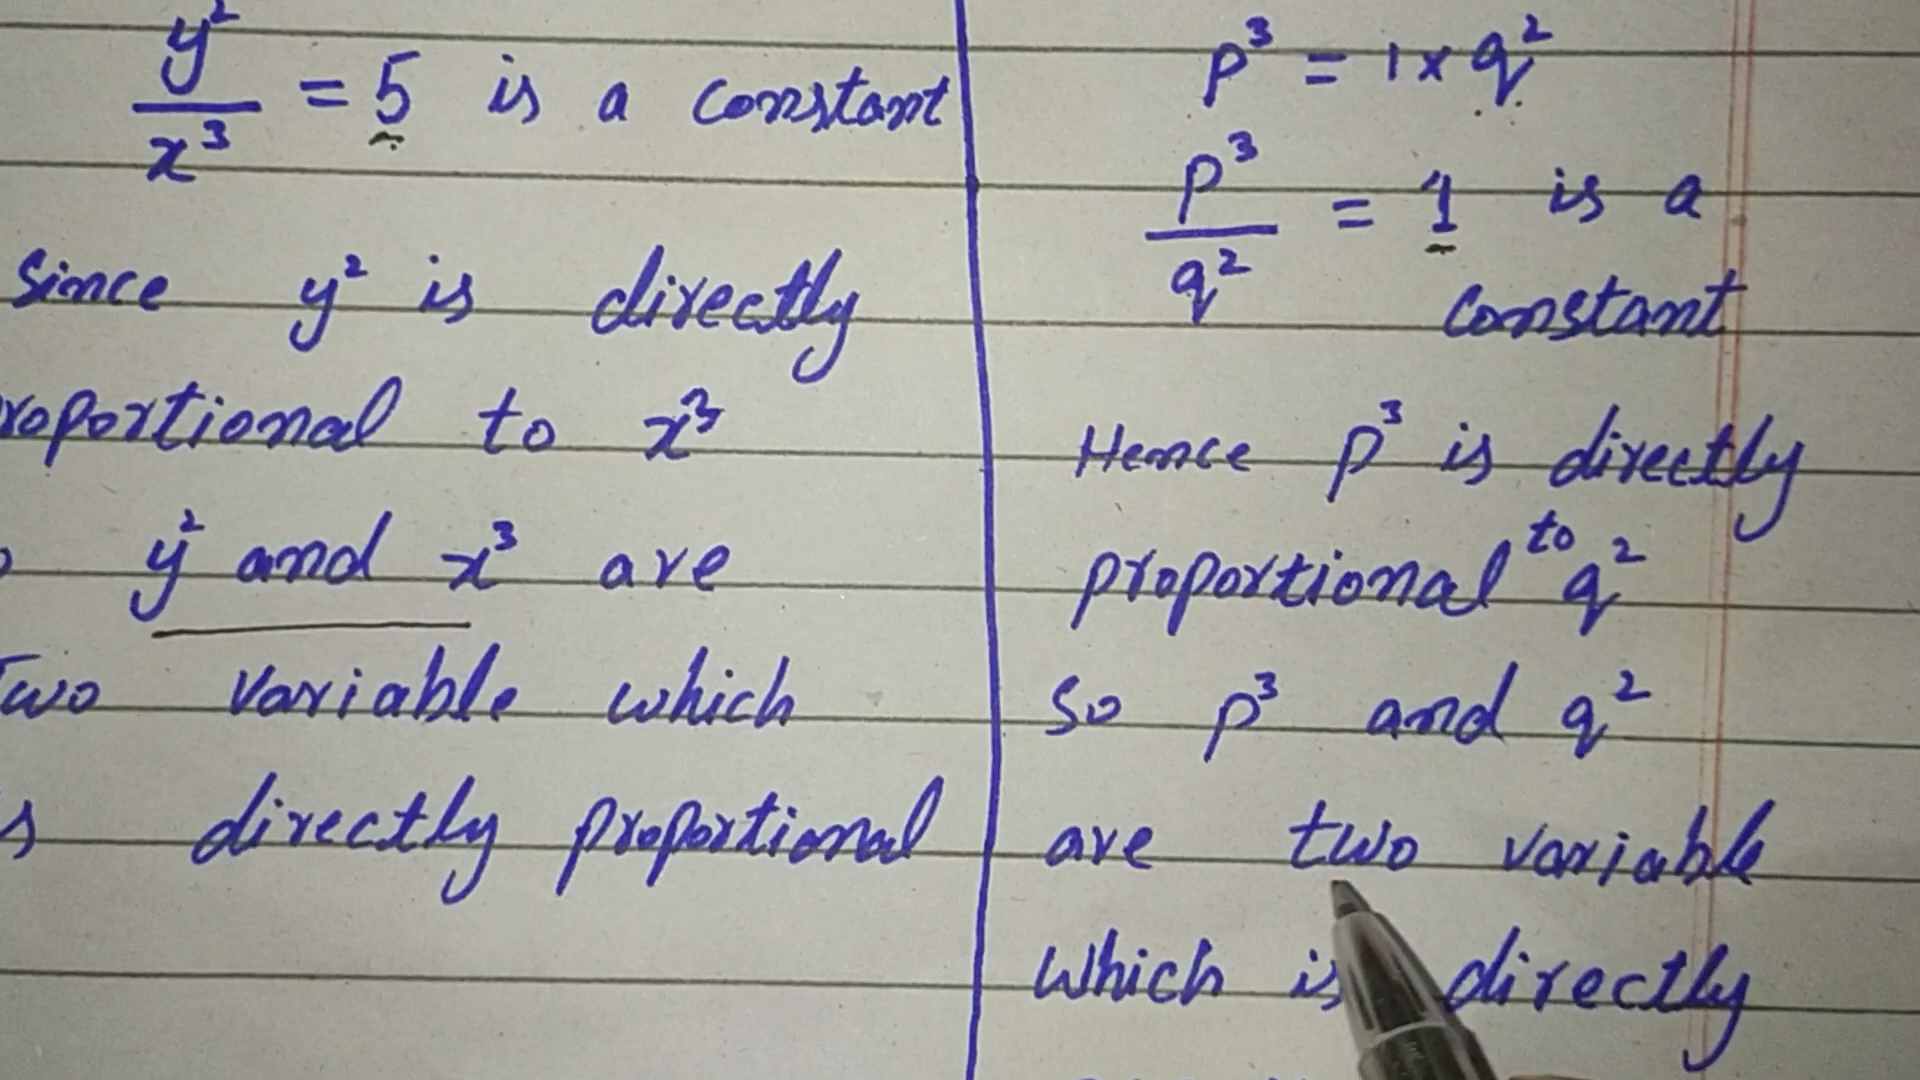 y²/x³ = 5 is a constant
Since y² is directly
roportional to x³
y² and x³ are
Two variable which
s directly proportional
p³ = 1 × q²
p³/q² = 1 is a
constant
Hence p³ is directly
proportional to q²
So p³ and q²
are two variable
which is directly